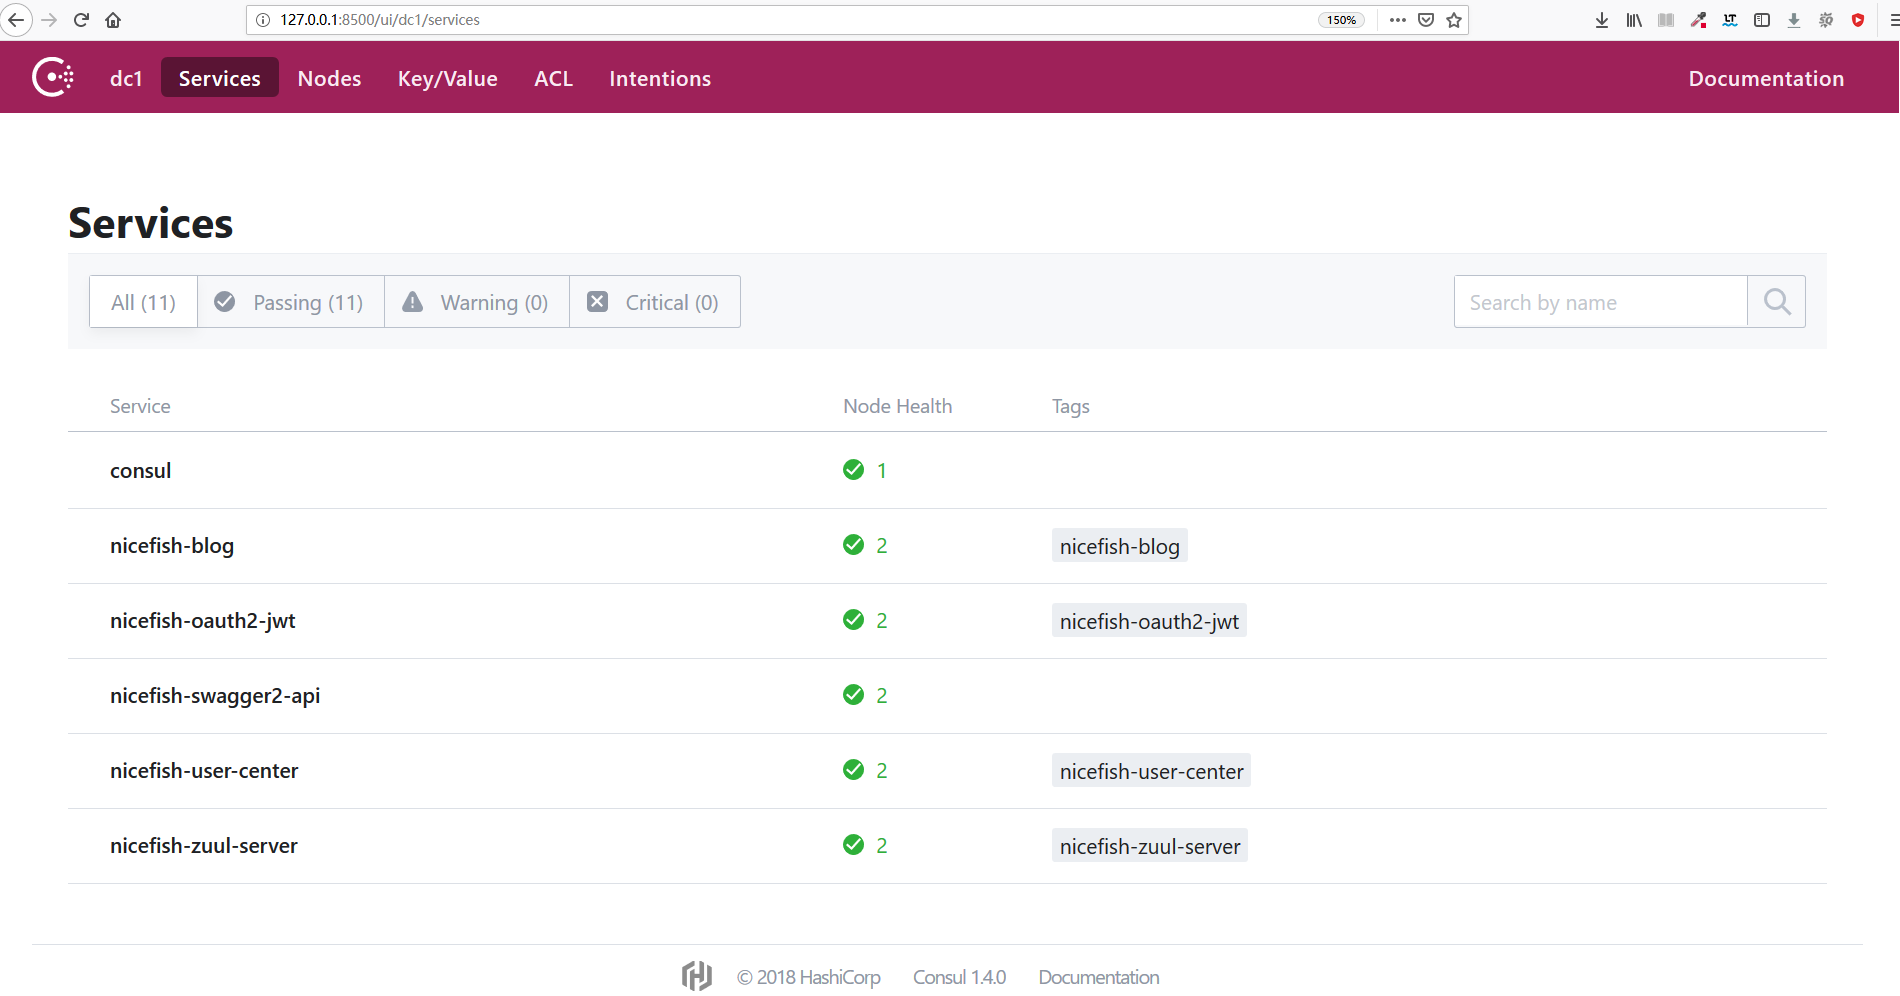 127.0.0.1:8500/ui/dc1/services 150%
dc1 Services Nodes Key/Value ACL Intentions Documentation
Services
All (11) Passing (11) Warning (0) Critical (0) Search by name
Service Node Health Tags
consul 1
nicefish-blog 2 nicefish-blog
nicefish-oauth2-jwt 2 nicefish-oauth2-jwt
nicefish-swagger2-api 2
nicefish-user-center 2 nicefish-user-center
nicefish-zuul-server 2 nicefish-zuul-server
© 2018 HashiCorp Consul 1.4.0 Documentation